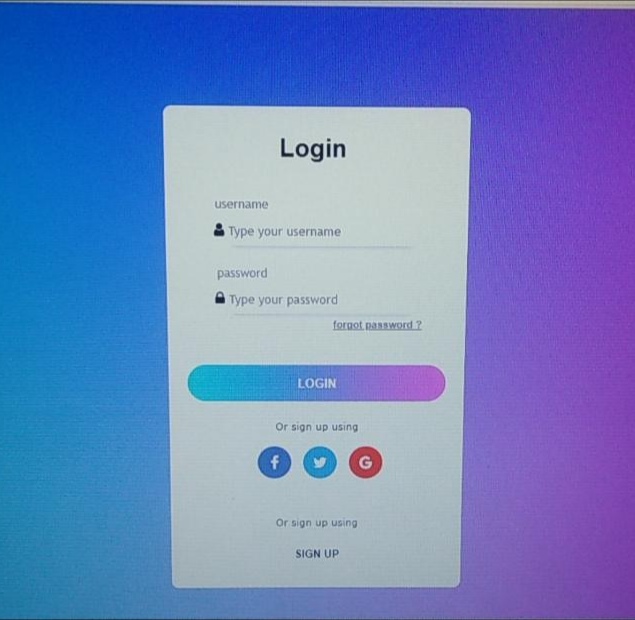 Login
username
Type your username
password
Type your password
forgot password ?
LOGIN
Or sign up using
f G
Or sign up using
SIGN UP